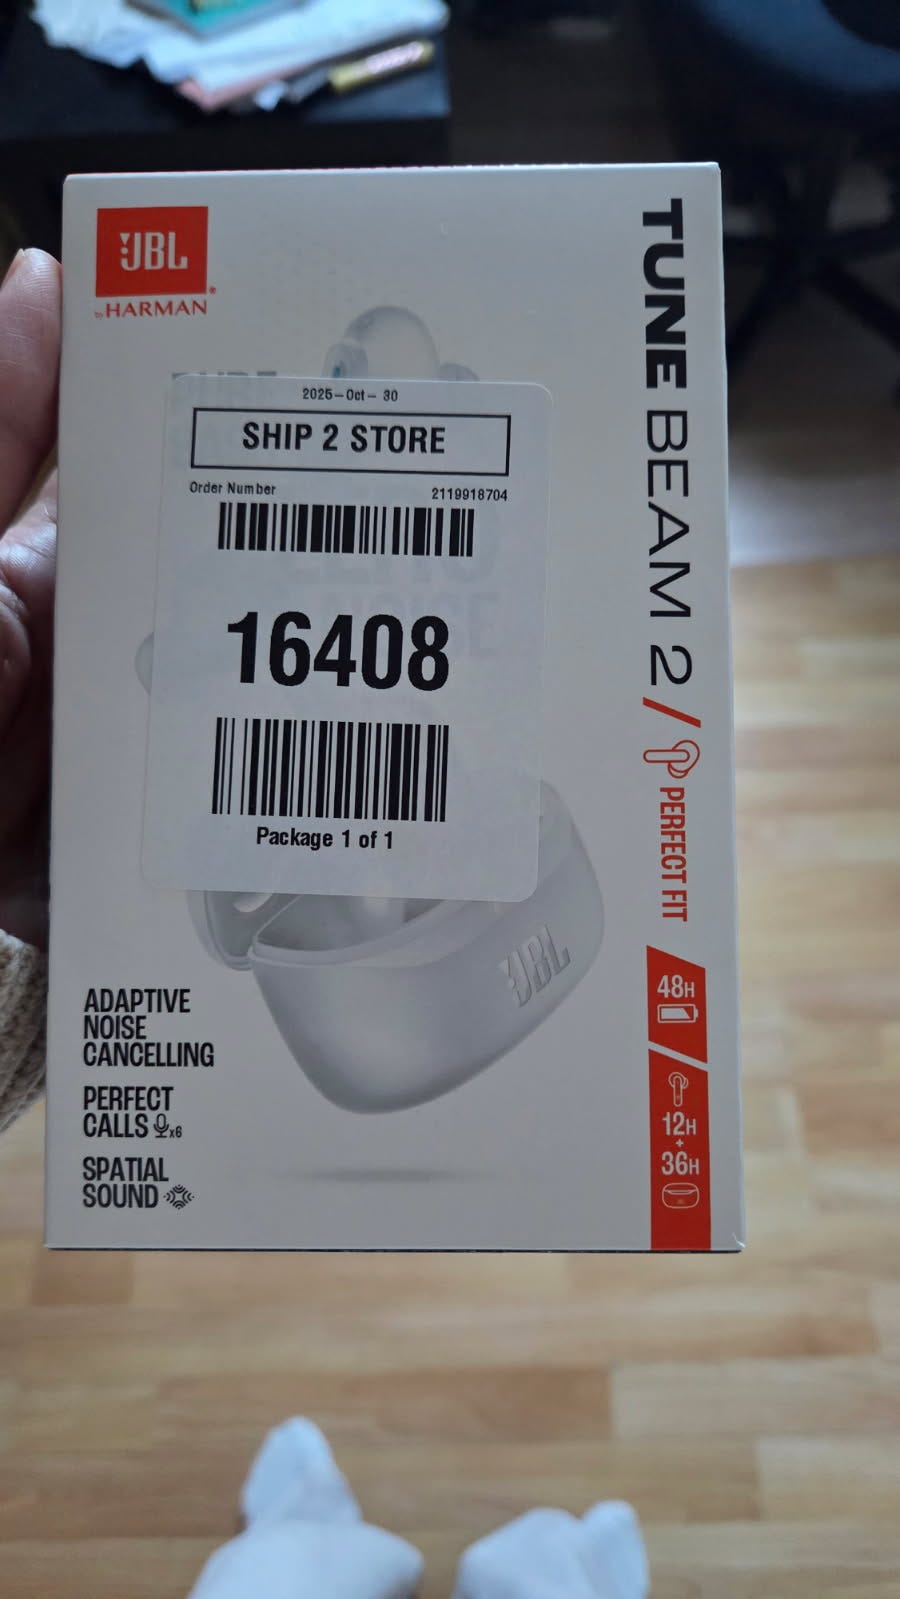 JBL
by HARMAN
2025-Oct- 30
SHIP 2 STORE
Order Number 2119918704
16408
Package 1 of 1
JBL
ADAPTIVE
NOISE
CANCELLING
PERFECT
CALLS x6
SPATIAL
SOUND
TUNE BEAM 2 /
PERFECT FIT
48H
12H
+
36H